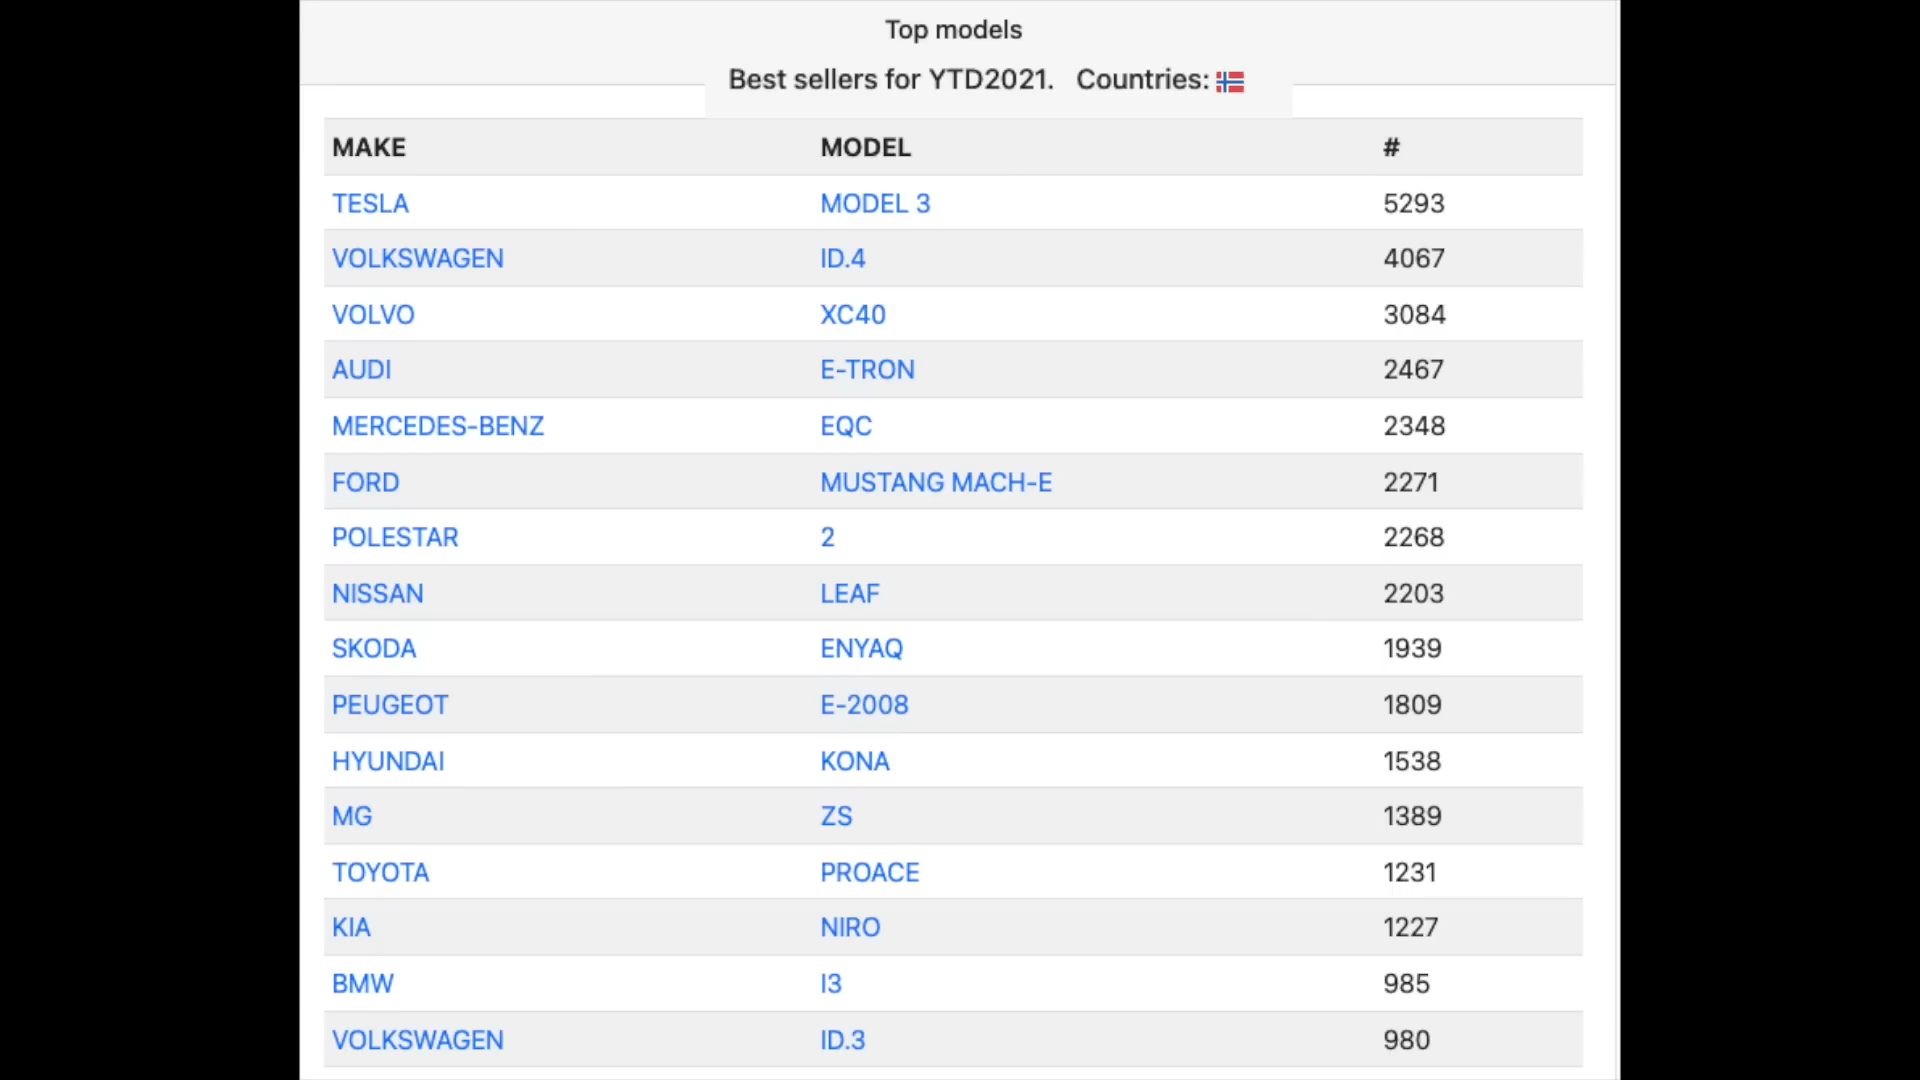 Top models
Best sellers for YTD2021. Countries:
MAKE MODEL #
TESLA MODEL 3 5293
VOLKSWAGEN ID.4 4067
VOLVO XC40 3084
AUDI E-TRON 2467
MERCEDES-BENZ EQC 2348
FORD MUSTANG MACH-E 2271
POLESTAR 2 2268
NISSAN LEAF 2203
SKODA ENYAQ 1939
PEUGEOT E-2008 1809
HYUNDAI KONA 1538
MG ZS 1389
TOYOTA PROACE 1231
KIA NIRO 1227
BMW I3 985
VOLKSWAGEN ID.3 980